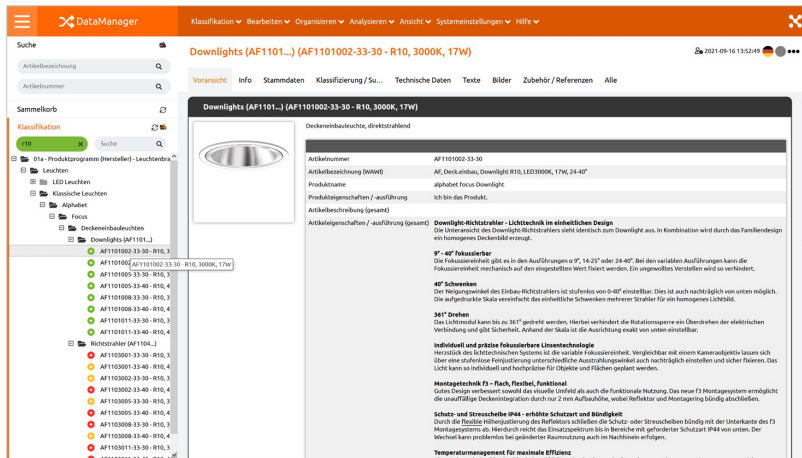 DataManager
Klassifikation Bearbeiten Organisieren Analysieren Ansicht Systemeinstellungen Hilfe
Suche
Artikelbezeichnung
Artikelnummer
Sammelkorb
Klassifikation
r10 x Suche
01a - Produktprogramm (Hersteller) - Leuchtenbra
Leuchten
LED Leuchten
Klassische Leuchten
Alphabet
Focus
Deckeneinbauleuchten
Downlights (AF1101...)
AF1101002-33-30 - R10, 3
AF1101002
AF1101002-33-30 - R10, 3000K, 17W
AF1101005-33-30 - R10, 3
AF1101005-33-40 - R10, 4
AF1101008-33-30 - R10, 3
AF1101008-33-40 - R10, 4
AF1101011-33-30 - R10, 3
AF1101011-33-40 - R10, 4
Richtstrahler (AF1104...)
AF1103001-33-30 - R10, 3
AF1103001-33-40 - R10, 4
AF1103002-33-30 - R10, 3
AF1103002-33-40 - R10, 4
AF1103005-33-30 - R10, 3
AF1103005-33-40 - R10, 4
AF1103008-33-30 - R10, 3
AF1103008-33-40 - R10, 4
AF1103011-33-30 - R10, 3
Downlights (AF1101...) (AF1101002-33-30 - R10, 3000K, 17W)
2021-09-16 13:52:49
Voransicht Info Stammdaten Klassifizierung / Su... Technische Daten Texte Bilder Zubehör / Referenzen Alle
Downlights (AF1101...) (AF1101002-33-30 - R10, 3000K, 17W)
Deckeneinbauleuchte, direktstrahlend
Artikelnummer AF1101002-33-30
Artikelbezeichnung (WAWI) AF, Deck.einbau, Downlight R10, LED3000K, 17W, 24-40°
Produktname alphabet focus Downlight
Produkteigenschaften / -ausführung Ich bin das Produkt.
Artikelbeschreibung (gesamt)
Artikeleigenschaften / -ausführung (gesamt) Downlight-Richtstrahler - Lichttechnik im einheitlichen Design
Die Unteransicht des Downlight-Richtstrahlers sieht identisch zum Downlight aus. In Kombination wird durch das Familiendesign
ein homogenes Deckenbild erzeugt.
9° - 40° fokussierbar
Die Fokussiereinheit gibt es in den Ausführungen α 9°, 14-25° oder 24-40°. Bei den variablen Ausführungen kann die
Fokussiereinheit mechanisch auf den eingestellten Wert fixiert werden. Ein ungewolltes Verstellen wird so verhindert.
40° Schwenken
Der Neigungswinkel des Einbau-Richtstrahlers ist stufenlos von 0-40° einstellbar. Dies ist auch nachträglich von unten möglich.
Die aufgedruckte Skala vereinfacht das einheitliche Schwenken mehrerer Strahler für ein homogenes Lichtbild.
361° Drehen
Das Lichtmodul kann bis zu 361° gedreht werden. Hierbei verhindert die Rotationssperre ein Überdrehen der elektrischen
Verbindung und gibt Sicherheit. Anhand der Skala ist die Ausrichtung exakt von unten einstellbar.
Individuell und präzise fokussierbare Linsentechnologie
Herzstück des lichttechnischen Systems ist die variable Fokussiereinheit. Vergleichbar mit einem Kameraobjektiv lassen sich
über eine stufenlose Feinjustierung unterschiedliche Ausstrahlungswinkel auch nachträglich einstellen und sicher fixieren. Das
Licht kann so individuell und hochpräzise für Objekte und Flächen geplant werden.
Montagetechnik f3 – flach, flexibel, funktional
Gutes Design verbessert sowohl das visuelle Umfeld als auch die funktionale Nutzung. Das neue f3 Montagesystem ermöglicht
die unauffällige Deckenintegration durch nur 2 mm Aufbauhöhe, wobei Reflektor und Montagering bündig abschließen.
Schutz- und Streuscheibe IP44 - erhöhte Schutzart und Bündigkeit
Durch die flexible Höhenjustierung des Reflektors schließen die Schutz- oder Streuscheiben bündig mit der Unterkante des f3
Montagesystems ab. Hierdurch reicht das Einsatzspektrum bis in Bereiche mit geforderter Schutzart IP44 von unten. Der
Wechsel kann problemlos bei geänderter Raumnutzung auch im Nachhinein erfolgen.
Temperaturmanagement für maximale Effizienz